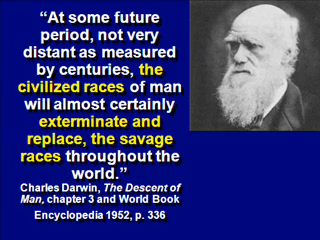 “At some future
period, not very
distant as measured
by centuries, the
civilized races of man
will almost certainly
exterminate and
replace, the savage
races throughout the
world.”
Charles Darwin, The Descent of
Man, chapter 3 and World Book
Encyclopedia 1952, p. 336